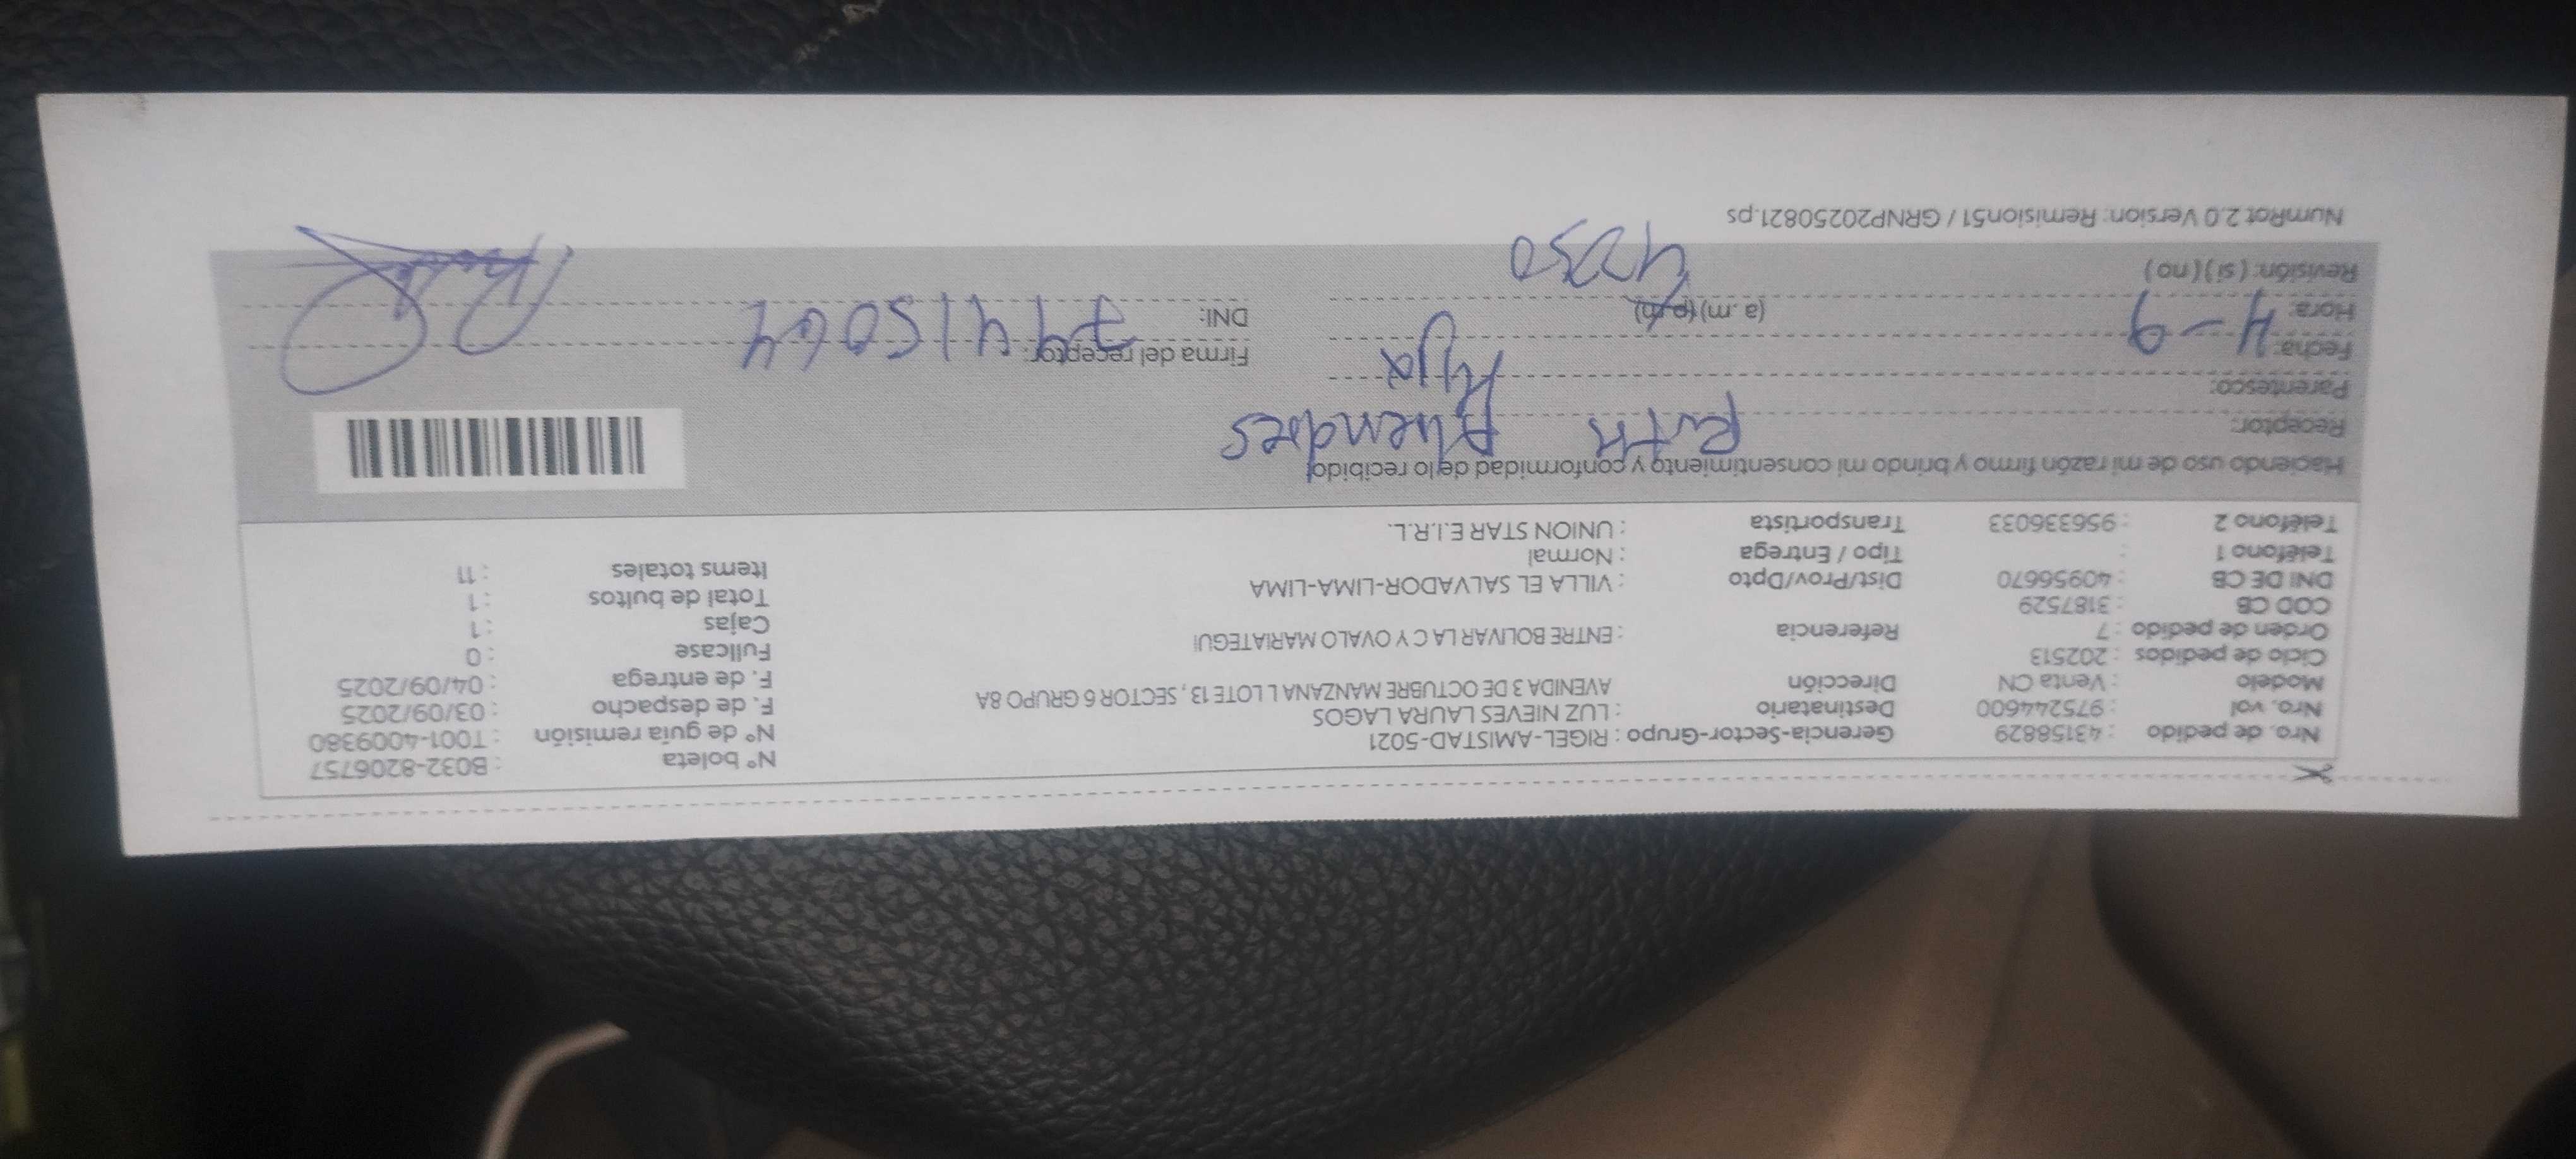 Nro. de pedido : 43158829 Gerencia-Sector-Grupo : RIGEL-AMISTAD-5021 N° boleta : B032-8206757
Nro. vol : 975244600 Destinatario : LUZ NIEVES LAURA LAGOS N° de guía remisión : T001-4009380
Modelo : Venta CN Dirección AVENIDA 3 DE OCTUBRE MANZANA L LOTE 13, SECTOR 6 GRUPO 8A F. de despacho : 03/09/2025
Ciclo de pedidos : 202513 F. de entrega : 04/09/2025
Orden de pedido : 7 Referencia : ENTRE BOLIVAR LA C Y OVALO MARIATEGUI Fullcase : 0
COD CB : 3187529 Cajas : 1
DNI DE CB : 40956670 Dist/Prov/Dpto : VILLA EL SALVADOR-LIMA-LIMA Total de bultos : 1
Teléfono 1 : Tipo / Entrega : Normal Items totales : 11
Teléfono 2 : 956336033 Transportista : UNION STAR E.I.R.L.
Haciendo uso de mi razón firmo y brindo mi consentimiento y conformidad de lo recibido
Receptor: Ruth
Parentesco: Hija
Fecha: 4-9 Firma del receptor:
Hora: (a.m) (p.m) DNI: 74415064
Revisión: ( si ) ( no )
NumRot 2.0 Version: Remision51 / GRNP20250821.ps